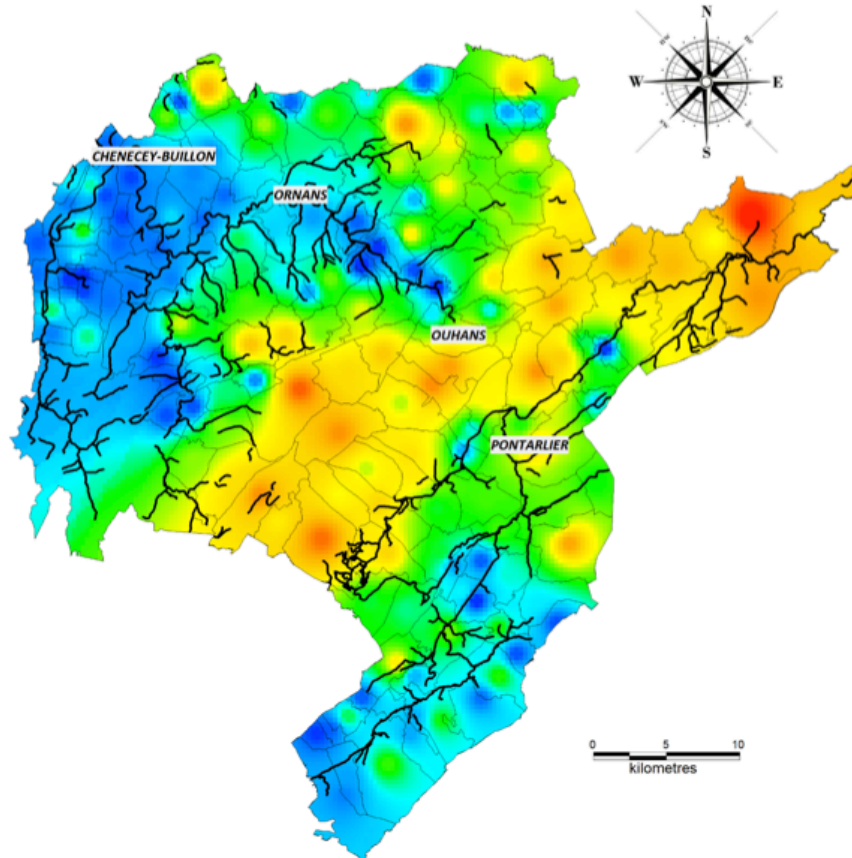 N
W E
S
CHENECEY-BUILLON
ORNANS
OUHANS
PONTARLIER
0 5 10
kilometres